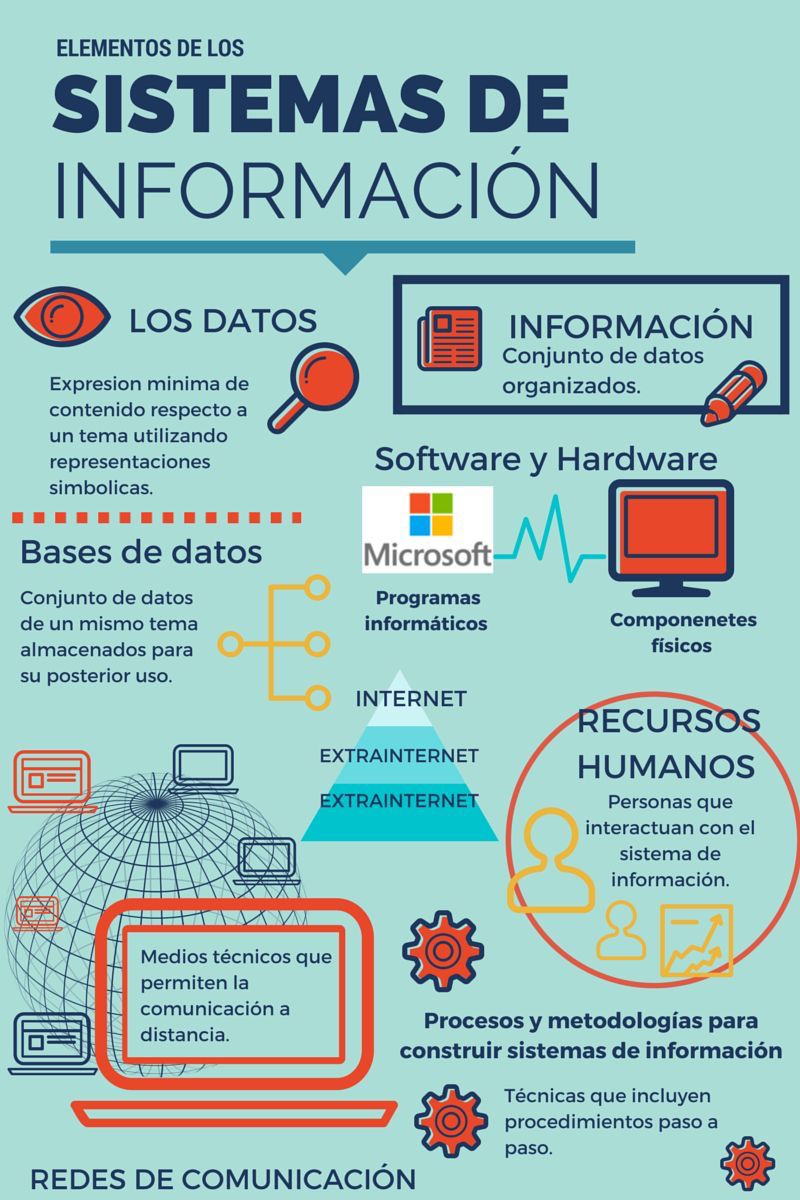 ELEMENTOS DE LOS
SISTEMAS DE
INFORMACIÓN
LOS DATOS
Expresion minima de
contenido respecto a
un tema utilizando
representaciones
simbolicas.
INFORMACIÓN
Conjunto de datos
organizados.
Software y Hardware
Microsoft
Programas
informáticos
Componenetes
físicos
Bases de datos
Conjunto de datos
de un mismo tema
almacenados para
su posterior uso.
INTERNET
EXTRAINTERNET
EXTRAINTERNET
RECURSOS
HUMANOS
Personas que
interactuan con el
sistema de
información.
Medios técnicos que
permiten la
comunicación a
distancia.
REDES DE COMUNICACIÓN
Procesos y metodologías para
construir sistemas de información
Técnicas que incluyen
procedimientos paso a
paso.